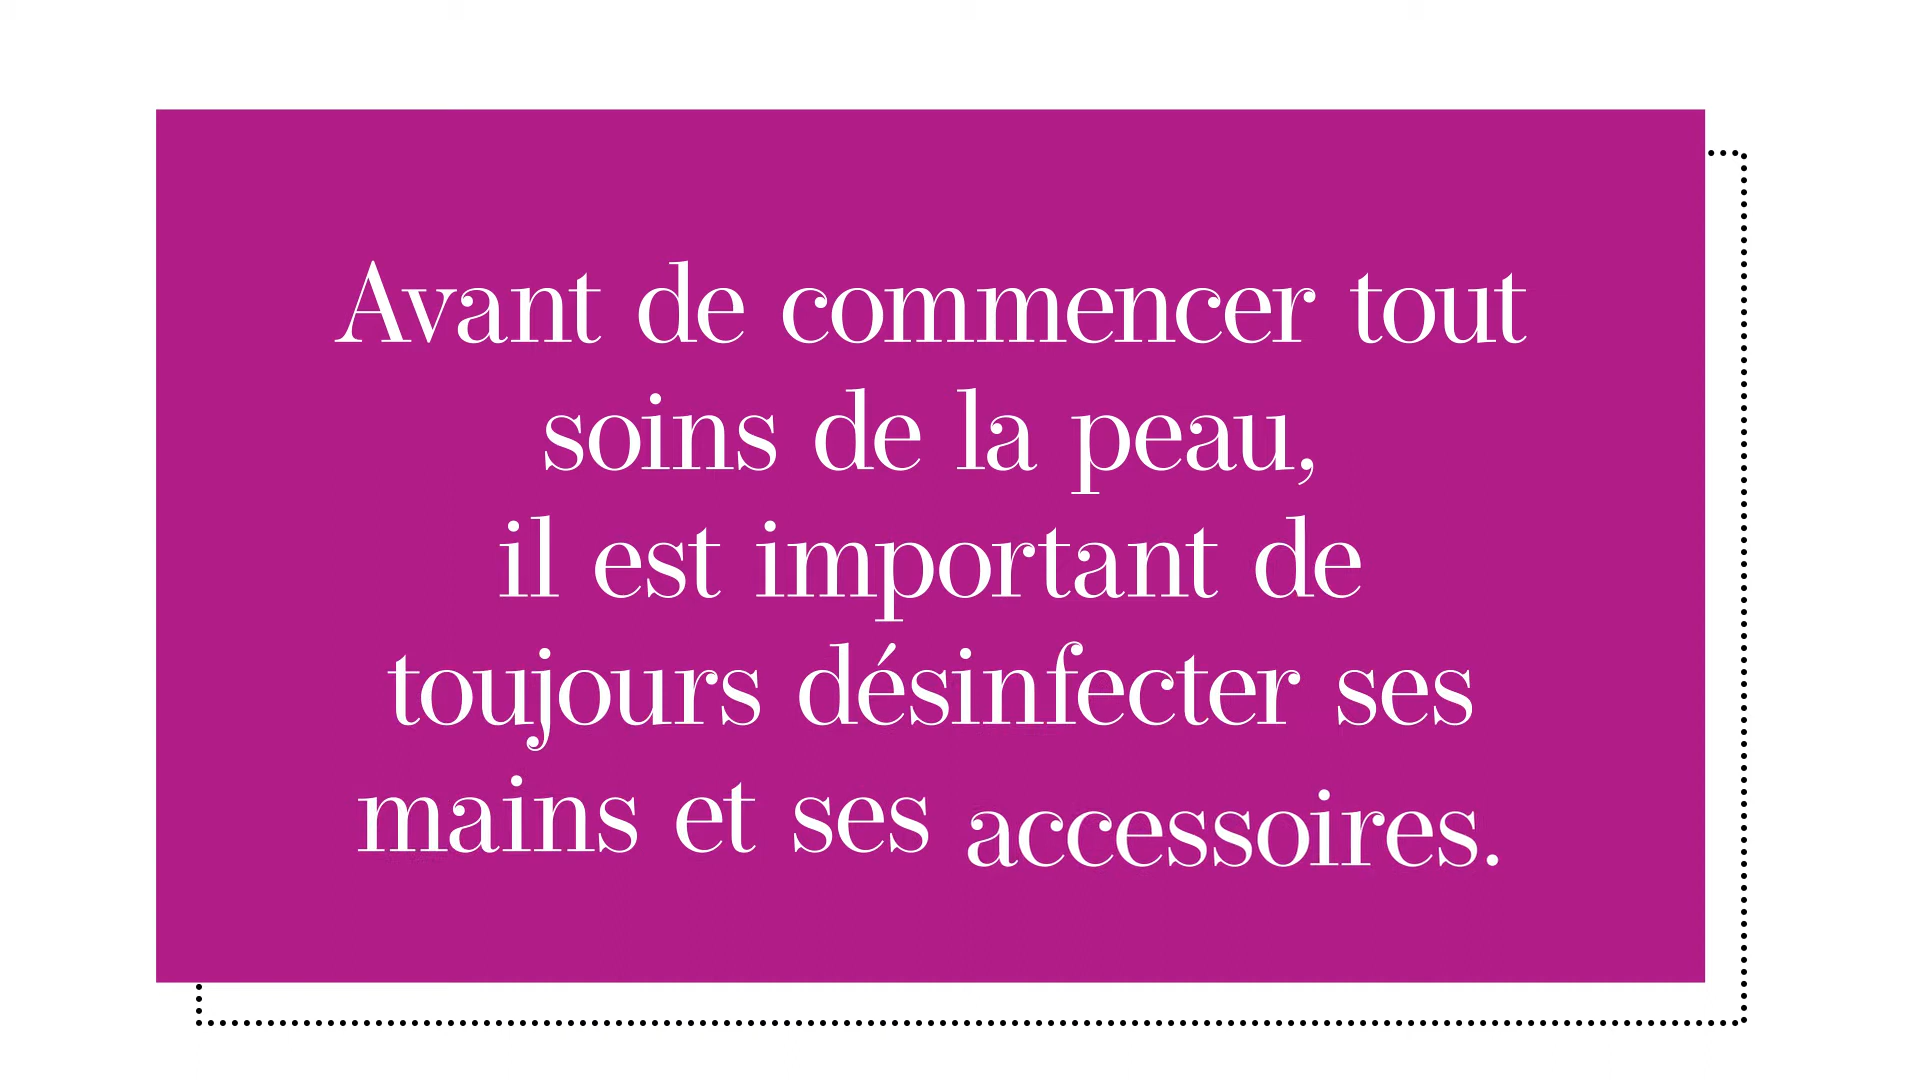 Avant de commencer tout
soins de la peau,
il est important de
toujours désinfecter ses
mains et ses accessoires.